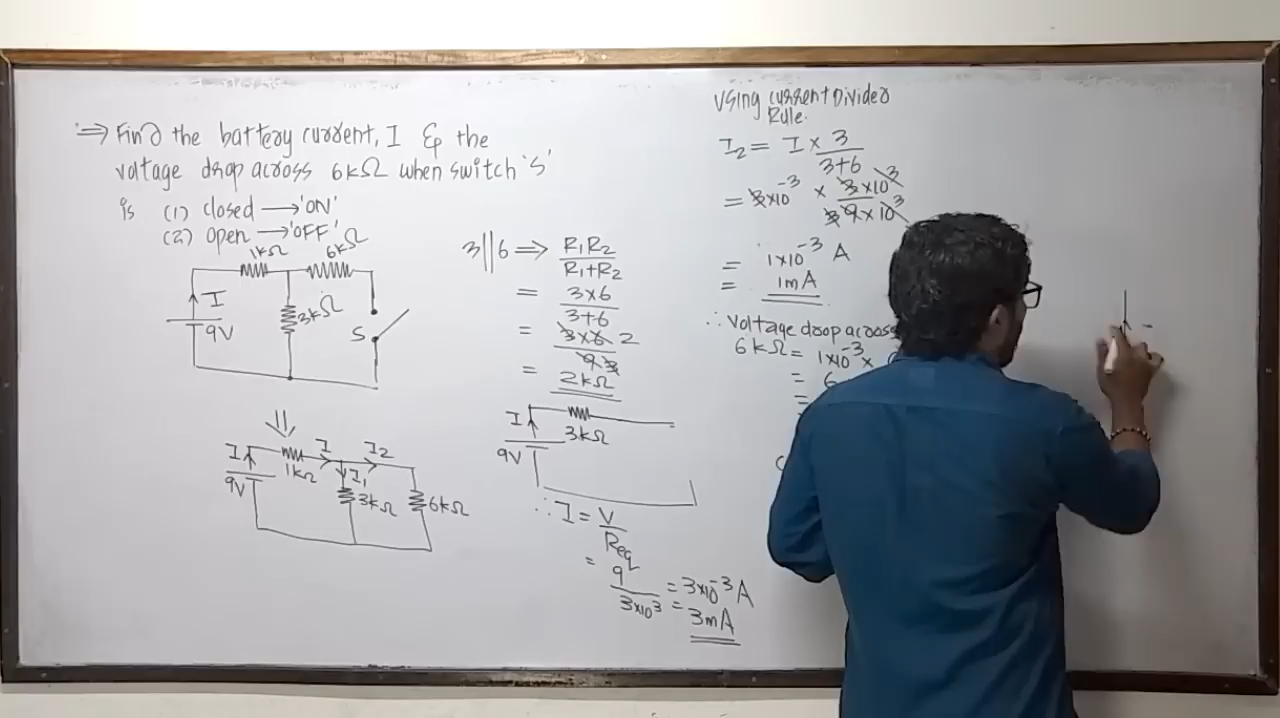 ⇒ Find the battery current, I & the
voltage drop across 6kΩ when switch 'S'
is (1) closed → 'ON'
(2) open → 'OFF'
1kΩ
6kΩ
I
3kΩ
9V
S
⇓
I
1kΩ
I
I2
I1
9V
3kΩ
6kΩ
3||6 ⇒ R1R2
R1+R2
= 3×6
3+6
= 3×6 2
9 3
= 2kΩ
I
3kΩ
9V
∴ I = V
Req
= 9
3×10³
= 3×10⁻³ A
= 3mA
Using current Divider
Rule.
I2 = I × 3
3+6
= 3×10⁻³ × 3×10³
3 9×10³
= 1×10⁻³ A
= 1mA
∴ Voltage drop across
6kΩ = 1×10⁻³ ×
= 6
=